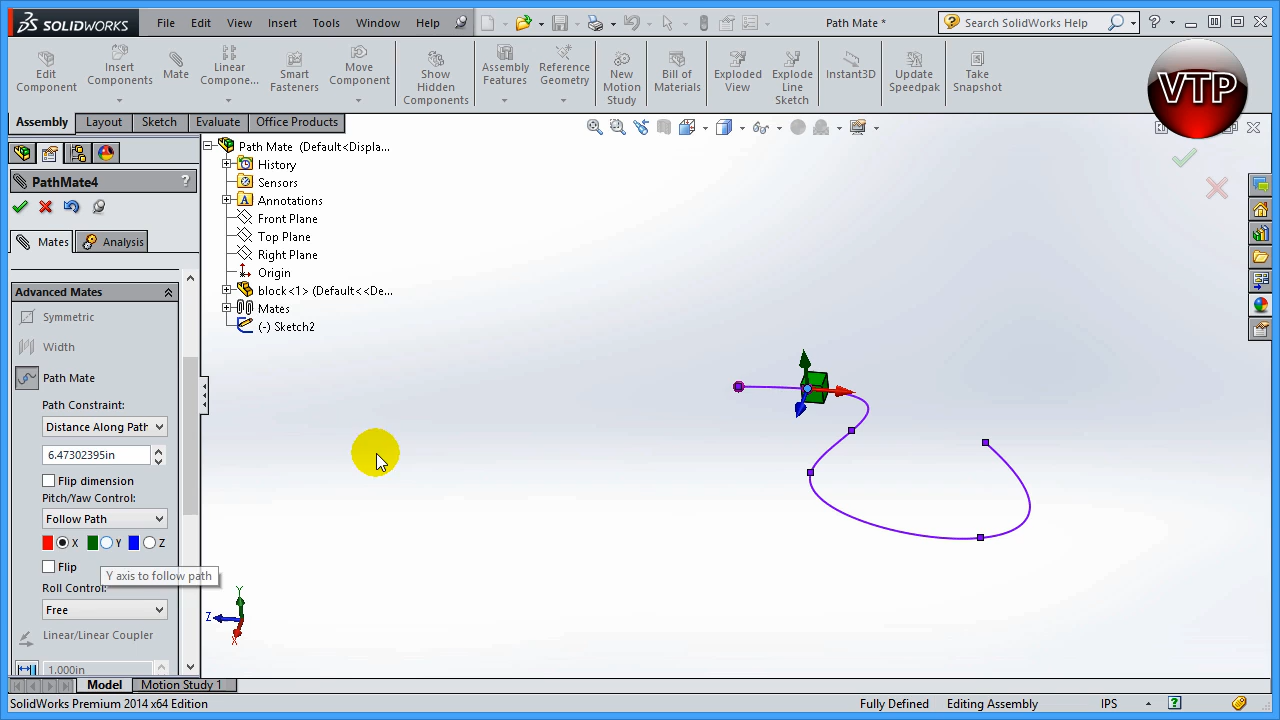 SOLIDWORKS File Edit View Insert Tools Window Help Path Mate * Search SolidWorks Help
Edit Component
Insert Components
Mate
Linear Compone...
Smart Fasteners
Move Component
Show Hidden Components
Assembly Features
Reference Geometry
New Motion Study
Bill of Materials
Exploded View
Explode Line Sketch
Instant3D
Update Speedpak
Take Snapshot
VTP
Assembly Layout Sketch Evaluate Office Products
PathMate4 ?
Mates Analysis
Advanced Mates
Symmetric
Width
Path Mate
Path Constraint:
Distance Along Path
6.47302395in
Flip dimension
Pitch/Yaw Control:
Follow Path
X Y Z
Flip
Y axis to follow path
Roll Control:
Free
Linear/Linear Coupler
1.000in
Path Mate (Default<Displa...
History
Sensors
Annotations
Front Plane
Top Plane
Right Plane
Origin
block<1> (Default<<De...
Mates
(-) Sketch2
Y
Z
X
Model Motion Study 1
SolidWorks Premium 2014 x64 Edition Fully Defined Editing Assembly IPS ?